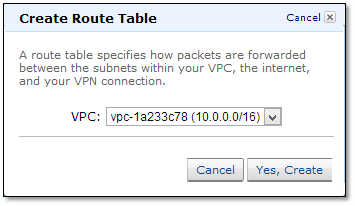 Create Route Table
Cancel
A route table specifies how packets are forwarded
between the subnets within your VPC, the internet,
and your VPN connection.
VPC: vpc-1a233c78 (10.0.0.0/16)
Cancel Yes, Create